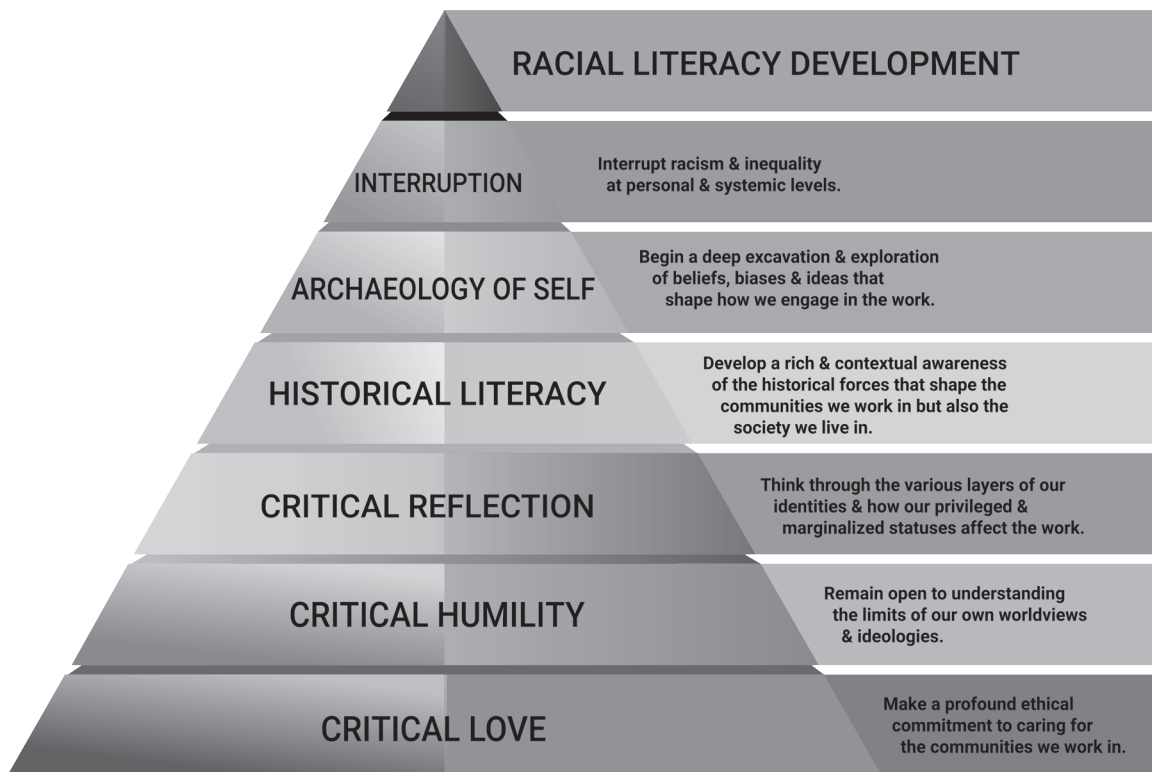 RACIAL LITERACY DEVELOPMENT
INTERRUPTION
Interrupt racism & inequality
at personal & systemic levels.
ARCHAEOLOGY OF SELF
Begin a deep excavation & exploration
of beliefs, biases & ideas that
shape how we engage in the work.
HISTORICAL LITERACY
Develop a rich & contextual awareness
of the historical forces that shape the
communities we work in but also the
society we live in.
CRITICAL REFLECTION
Think through the various layers of our
identities & how our privileged &
marginalized statuses affect the work.
CRITICAL HUMILITY
Remain open to understanding
the limits of our own worldviews
& ideologies.
CRITICAL LOVE
Make a profound ethical
commitment to caring for
the communities we work in.